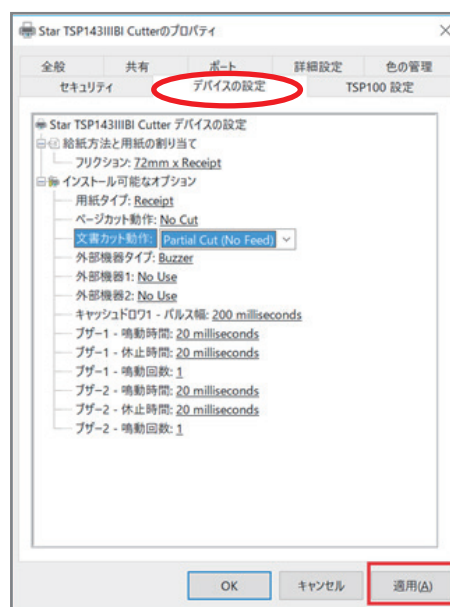 Star TSP143IIIBI Cutterのプロパティ
全般 共有 ポート 詳細設定 色の管理
セキュリティ デバイスの設定 TSP100 設定
Star TSP143IIIBI Cutter デバイスの設定
給紙方法と用紙の割り当て
フリクション: 72mm x Receipt
インストール可能なオプション
用紙タイプ: Receipt
ページカット動作: No Cut
文書カット動作: Partial Cut (No Feed)
外部機器タイプ: Buzzer
外部機器1: No Use
外部機器2: No Use
キャッシュドロワ1 - パルス幅: 200 milliseconds
ブザー1 - 鳴動時間: 20 milliseconds
ブザー1 - 休止時間: 20 milliseconds
ブザー1 - 鳴動回数: 1
ブザー2 - 鳴動時間: 20 milliseconds
ブザー2 - 休止時間: 20 milliseconds
ブザー2 - 鳴動回数: 1
OK キャンセル 適用(A)